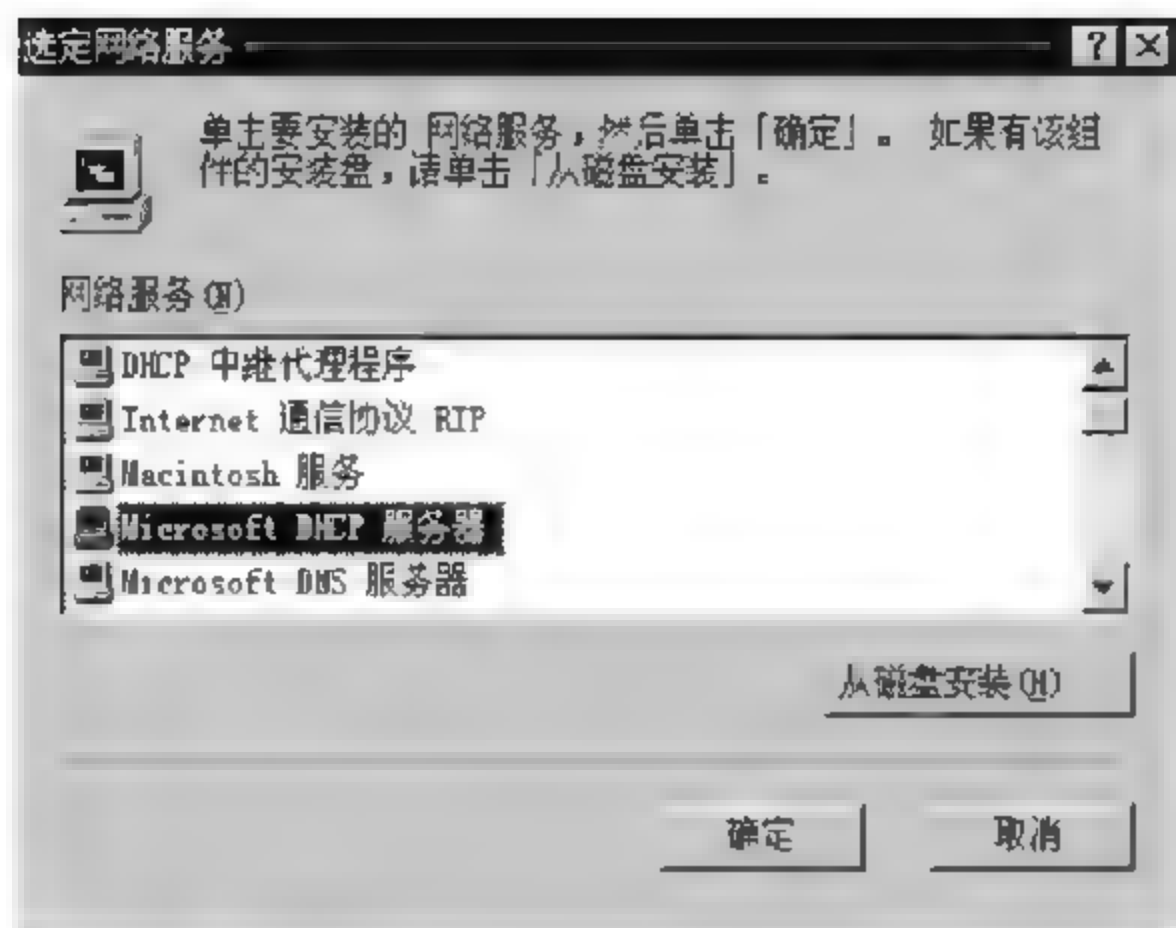 选定网络服务
单击要安装的 网络服务，然后单击「确定」。 如果有该组
件的安装盘，请单击「从磁盘安装」。
网络服务(N)
DHCP 中继代理程序
Internet 通信协议 RIP
Macintosh 服务
Microsoft DHCP 服务器
Microsoft DNS 服务器
从磁盘安装(H)
确定
取消